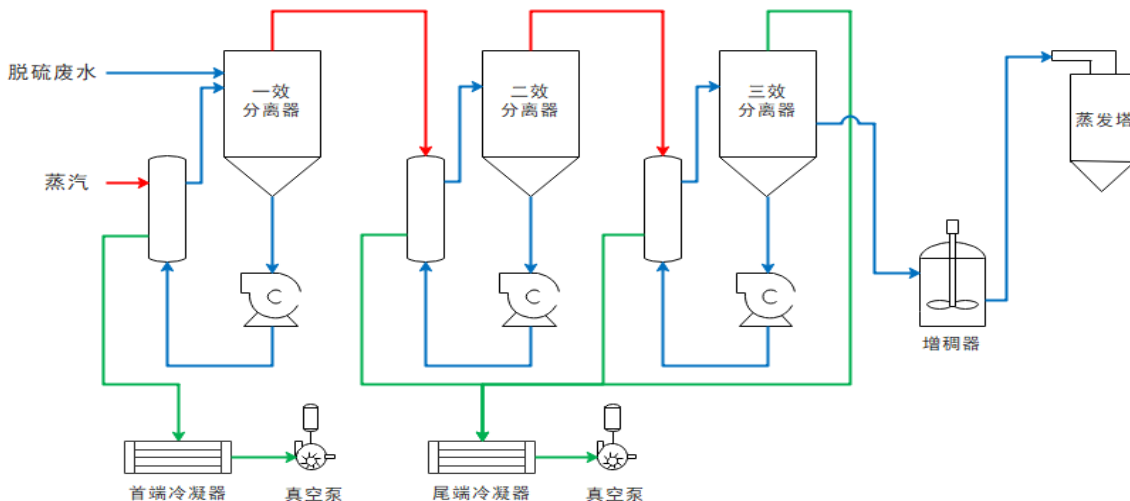 脱硫废水
一效
分离器
二效
分离器
三效
分离器
蒸发塔
蒸汽
C
C
C
增稠器
首端冷凝器
真空泵
尾端冷凝器
真空泵